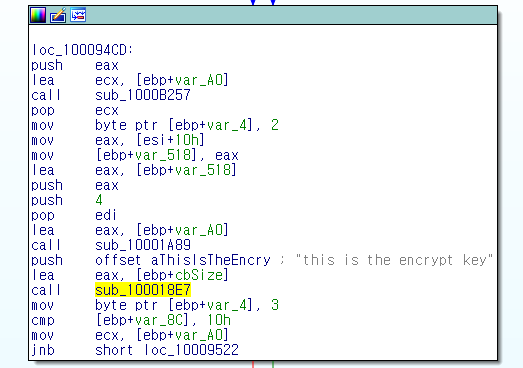 loc_100094CD:
push eax
lea ecx, [ebp+var_A0]
call sub_1000B257
pop ecx
mov byte ptr [ebp+var_4], 2
mov eax, [esi+10h]
mov [ebp+var_518], eax
lea eax, [ebp+var_518]
push eax
push 4
pop edi
lea eax, [ebp+var_A0]
call sub_10001A89
push offset aThisIsTheEncry ; "this is the encrypt key"
lea eax, [ebp+cbSize]
call sub_100018E7
mov byte ptr [ebp+var_4], 3
cmp [ebp+var_8C], 10h
mov ecx, [ebp+var_A0]
jnb short loc_10009522